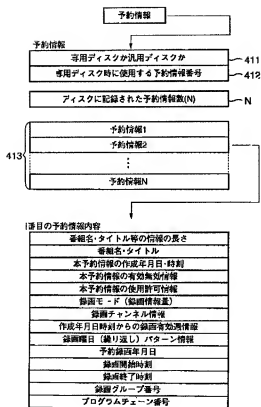 予約情報
予約情報
専用ディスクか汎用ディスクか 411
専用ディスク時に使用する予約情報番号 412
ディスクに記録された予約情報数(N) N
413
予約情報1
予約情報2
⋮
予約情報N
i番目の予約情報内容
番組名・タイトル等の情報の長さ
番組名・タイトル
本予約情報の作成年月日・時刻
本予約情報の有効無効情報
本予約情報の使用許可情報
録画モード（録画情報量）
録画チャンネル情報
作成年月日時刻からの録画有効週情報
録画曜日（繰り返し）パターン情報
予約録画年月日
録画開始時刻
録画終了時刻
録画グループ番号
プログラムチェーン番号